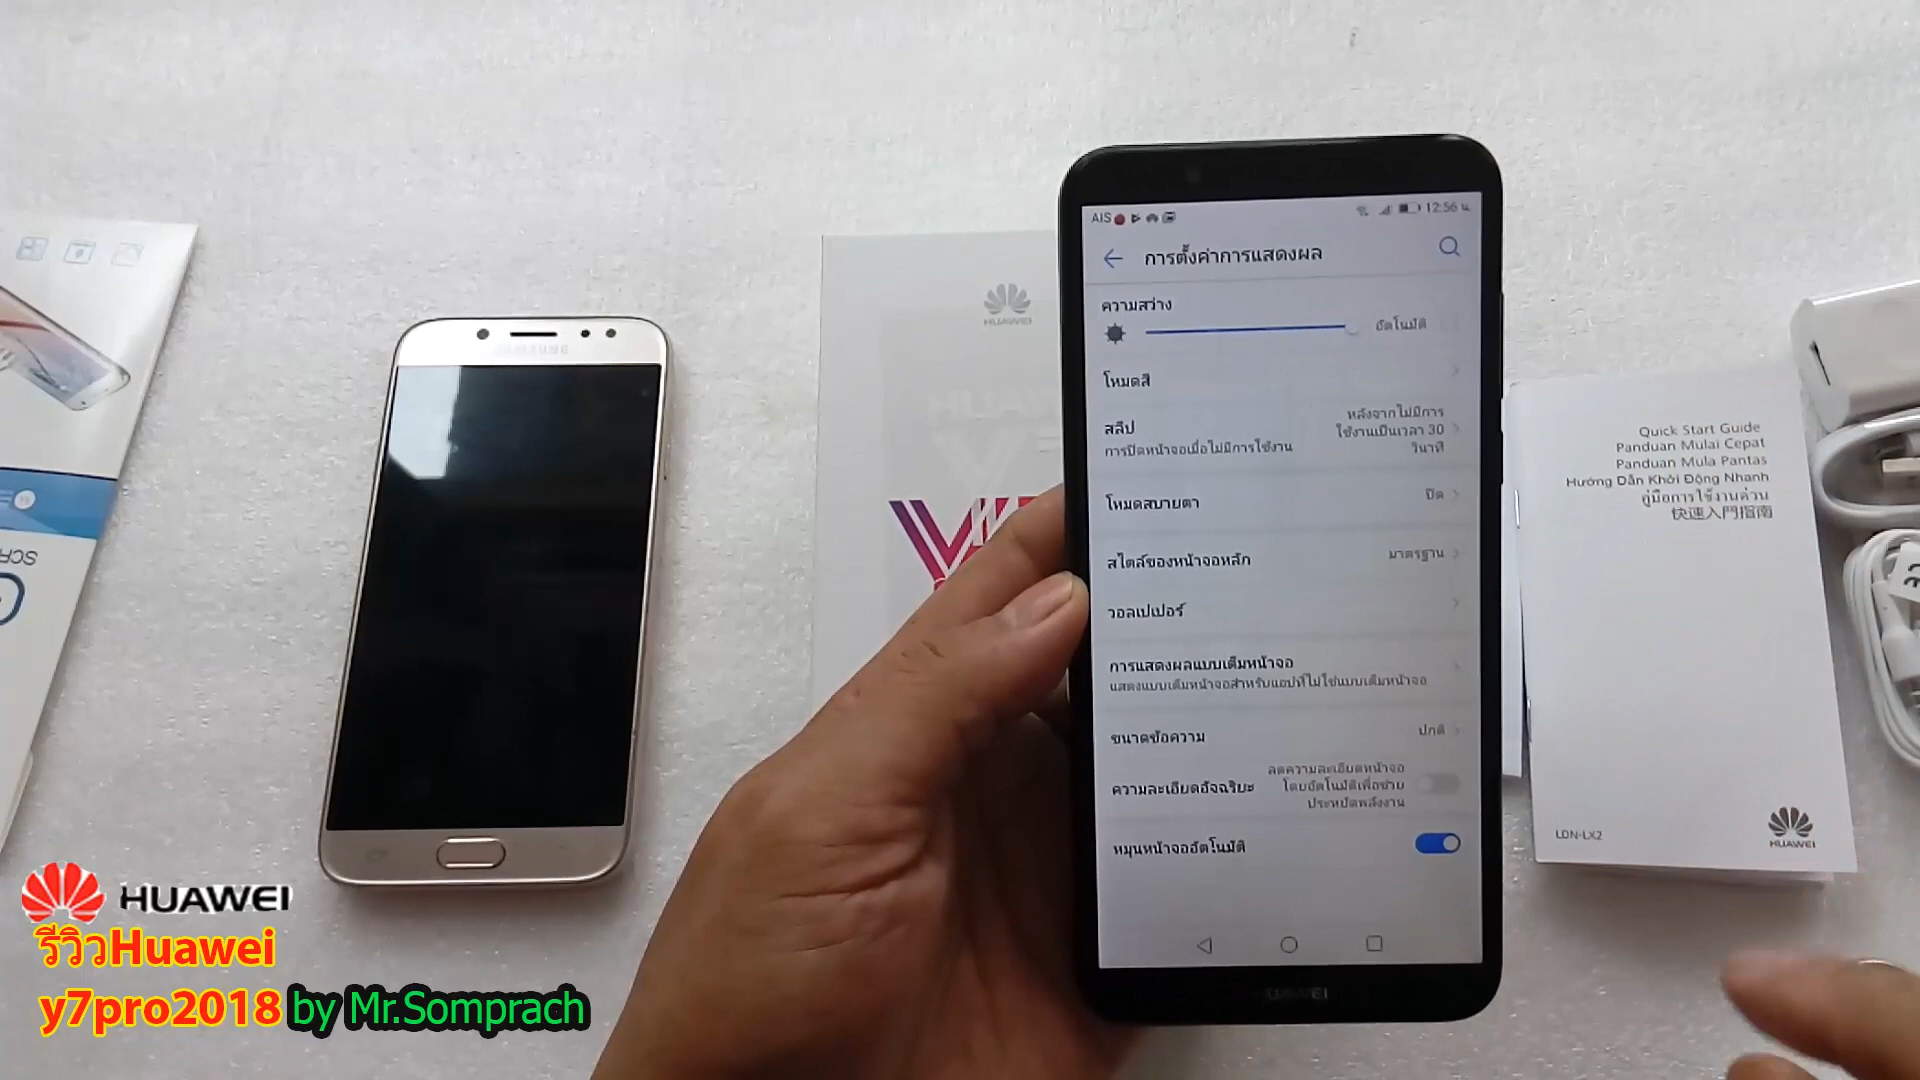 AIS
12:56 น.
การตั้งค่าการแสดงผล
ความสว่าง
อัตโนมัติ
โหมดสี
สลีป
การปิดหน้าจอเมื่อไม่มีการใช้งาน
หลังจากไม่มีการ
ใช้งานเป็นเวลา 30
วินาที
โหมดสบายตา
ปิด
สไตล์ของหน้าจอหลัก
มาตรฐาน
วอลเปเปอร์
การแสดงผลแบบเต็มหน้าจอ
แสดงแบบเต็มหน้าจอสำหรับแอปที่ไม่ใช่แบบเต็มหน้าจอ
ขนาดข้อความ
ปกติ
ความละเอียดอัจฉริยะ
ลดความละเอียดหน้าจอ
โดยอัตโนมัติเพื่อช่วย
ประหยัดพลังงาน
หมุนหน้าจออัตโนมัติ
HUAWEI
SAMSUNG
HUAWEI
Quick Start Guide
Panduan Mulai Cepat
Panduan Mula Pantas
Hướng Dẫn Khởi Động Nhanh
คู่มือการใช้งานด่วน
快速入門指南
LDN-LX2
HUAWEI
HUAWEI
รีวิวHuawei
y7pro2018 by Mr.Somprach